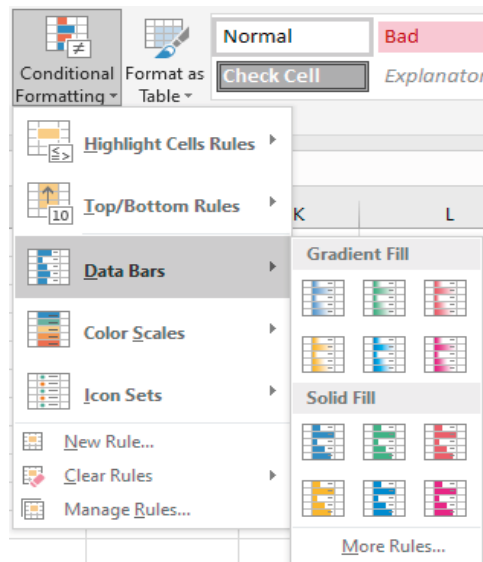 Normal
Bad
Conditional
Formatting
Format as
Table
Check Cell
Explanator
Highlight Cells Rules
Top/Bottom Rules
10
K
L
Data Bars
Gradient Fill
Color Scales
Icon Sets
Solid Fill
New Rule...
Clear Rules
Manage Rules...
More Rules...